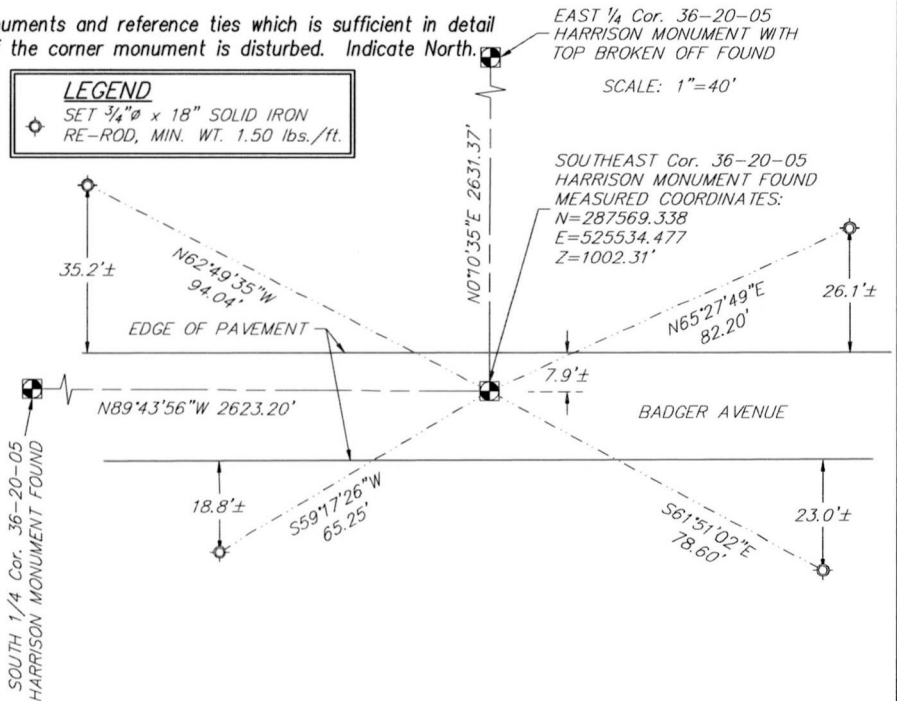 uments and reference ties which is sufficient in detail
f the corner monument is disturbed. Indicate North.
EAST ¼ Cor. 36-20-05
HARRISON MONUMENT WITH
TOP BROKEN OFF FOUND
SCALE: 1"=40'
LEGEND
SET ¾"ø x 18" SOLID IRON
RE-ROD, MIN. WT. 1.50 lbs./ft.
N0°10'35"E 2631.37'
SOUTHEAST Cor. 36-20-05
HARRISON MONUMENT FOUND
MEASURED COORDINATES:
N=287569.338
E=525534.477
Z=1002.31'
35.2'±
N62°49'35"W
94.04'
N65°27'49"E
82.20'
26.1'±
EDGE OF PAVEMENT
7.9'±
N89°43'56"W 2623.20'
BADGER AVENUE
SOUTH 1/4 Cor. 36-20-05
HARRISON MONUMENT FOUND
18.8'±
S59°17'26"W
65.25'
S61°51'02"E
78.60'
23.0'±